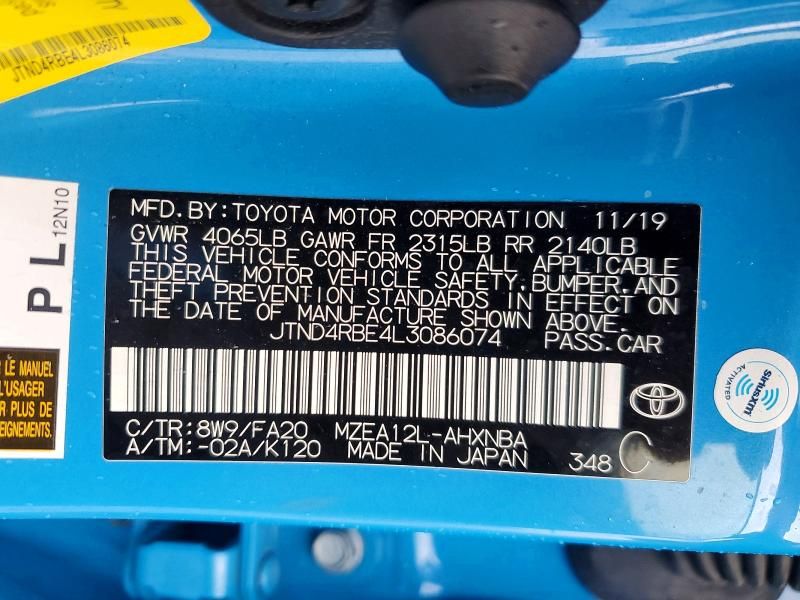 JTND4RBE4L3086074
P L
12N10
MFD.BY:TOYOTA MOTOR CORPORATION 11/19
GVWR 4065LB GAWR FR 2315LB RR 2140LB
THIS VEHICLE CONFORMS TO ALL APPLICABLE
FEDERAL MOTOR VEHICLE SAFETY,BUMPER,AND
THEFT PREVENTION STANDARDS IN EFFECT ON
THE DATE OF MANUFACTURE SHOWN ABOVE.
JTND4RBE4L3086074 PASS.CAR
C/TR:8W9/FA20 MZEA12L-AHXNBA
A/TM:-02A/K120 MADE IN JAPAN 348 C
R LE MANUEL
L'USAGER
R PLUS DE
EIGNEMENTS.
ACTIVATED
siriusxm